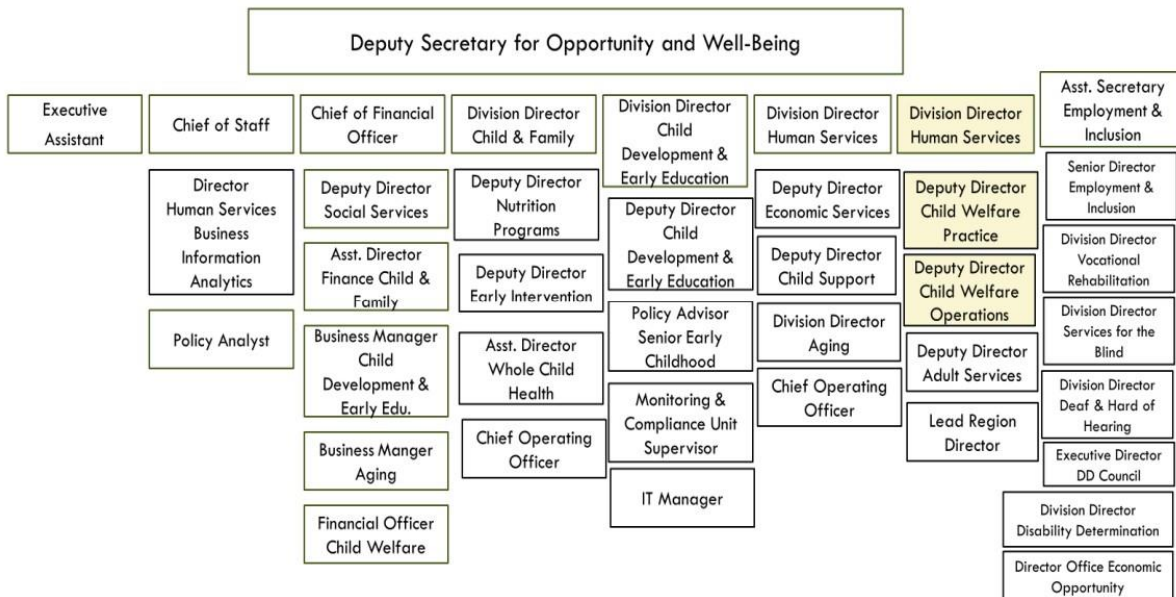 Deputy Secretary for Opportunity and Well-Being
Executive
Assistant
Chief of Staff
Director
Human Services
Business
Information
Analytics
Policy Analyst
Chief of Financial
Officer
Deputy Director
Social Services
Asst. Director
Finance Child &
Family
Business Manager
Child
Development &
Early Edu.
Business Manger
Aging
Financial Officer
Child Welfare
Division Director
Child & Family
Deputy Director
Nutrition
Programs
Deputy Director
Early Intervention
Asst. Director
Whole Child
Health
Chief Operating
Officer
Division Director
Child
Development &
Early Education
Deputy Director
Child
Development &
Early Education
Policy Advisor
Senior Early
Childhood
Monitoring &
Compliance Unit
Supervisor
IT Manager
Division Director
Human Services
Deputy Director
Economic Services
Deputy Director
Child Support
Division Director
Aging
Chief Operating
Officer
Division Director
Human Services
Deputy Director
Child Welfare
Practice
Deputy Director
Child Welfare
Operations
Deputy Director
Adult Services
Lead Region
Director
Asst. Secretary
Employment &
Inclusion
Senior Director
Employment &
Inclusion
Division Director
Vocational
Rehabilitation
Division Director
Services for the
Blind
Division Director
Deaf & Hard of
Hearing
Executive Director
DD Council
Division Director
Disability Determination
Director Office Economic
Opportunity